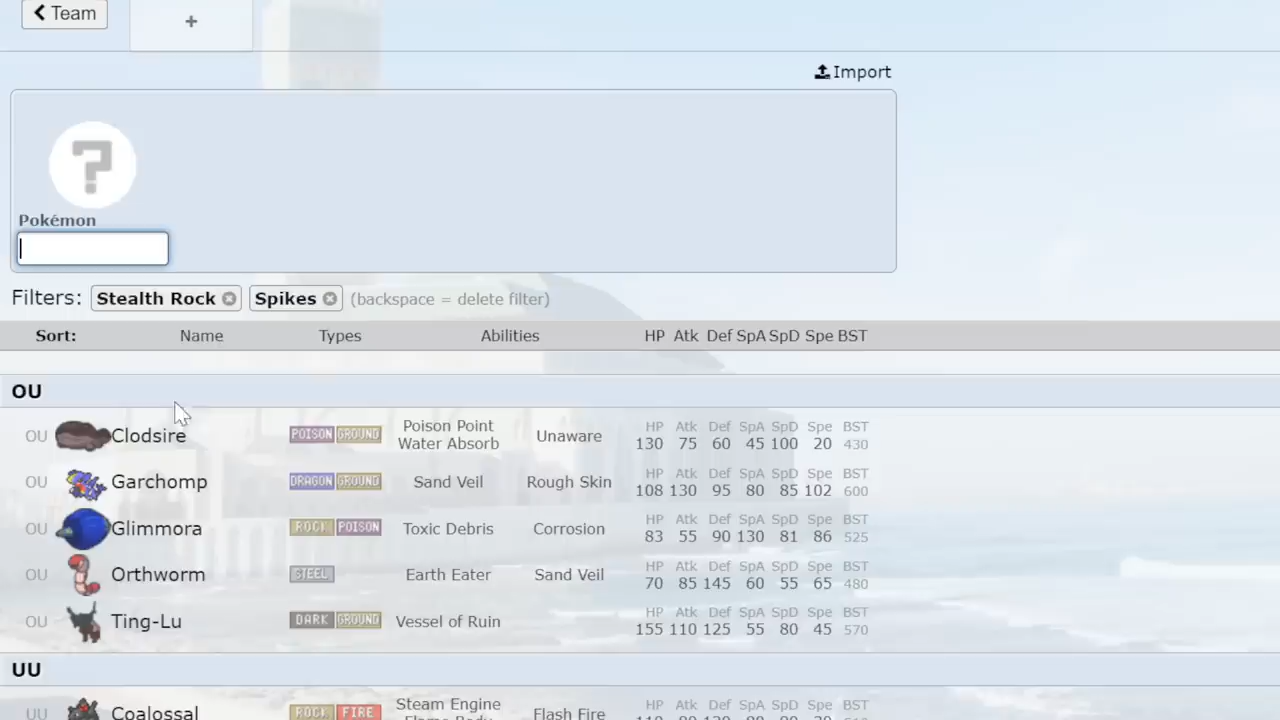 Team
+
Import
?
Pokémon
Filters: Stealth Rock Spikes (backspace = delete filter)
Sort: Name Types Abilities HP Atk Def SpA SpD Spe BST
OU
OU Clodsire POISON GROUND Poison Point Water Absorb Unaware HP 130 Atk 75 Def 60 SpA 45 SpD 100 Spe 20 BST 430
OU Garchomp DRAGON GROUND Sand Veil Rough Skin HP 108 Atk 130 Def 95 SpA 80 SpD 85 Spe 102 BST 600
OU Glimmora ROCK POISON Toxic Debris Corrosion HP 83 Atk 55 Def 90 SpA 130 SpD 81 Spe 86 BST 525
OU Orthworm STEEL Earth Eater Sand Veil HP 70 Atk 85 Def 145 SpA 60 SpD 55 Spe 65 BST 480
OU Ting-Lu DARK GROUND Vessel of Ruin HP 155 Atk 110 Def 125 SpA 55 SpD 80 Spe 45 BST 570
UU
UU Coalossal ROCK FIRE Steam Engine Flame Body Flash Fire HP Atk Def SpA SpD Spe BST